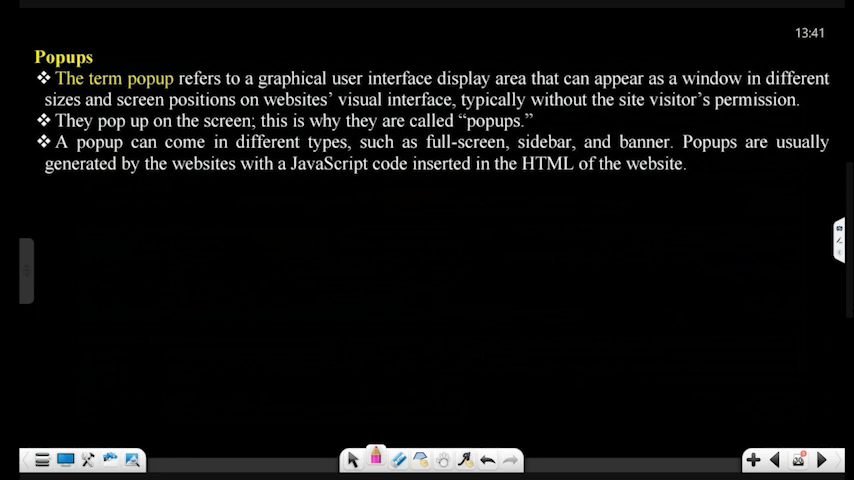 13:41
Popups
❖ The term popup refers to a graphical user interface display area that can appear as a window in different
sizes and screen positions on websites’ visual interface, typically without the site visitor’s permission.
❖ They pop up on the screen; this is why they are called “popups.”
❖ A popup can come in different types, such as full-screen, sidebar, and banner. Popups are usually
generated by the websites with a JavaScript code inserted in the HTML of the website.